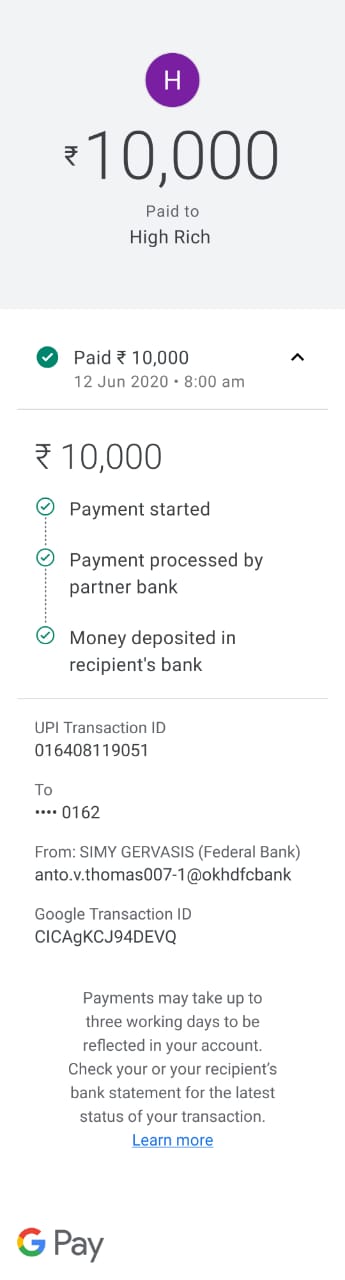 H
₹10,000
Paid to
High Rich
Paid ₹ 10,000
12 Jun 2020 • 8:00 am
₹ 10,000
Payment started
Payment processed by
partner bank
Money deposited in
recipient's bank
UPI Transaction ID
016408119051
To
•••• 0162
From: SIMY GERVASIS (Federal Bank)
anto.v.thomas007-1@okhdfcbank
Google Transaction ID
CICAgKCJ94DEVQ
Payments may take up to
three working days to be
reflected in your account.
Check your or your recipient’s
bank statement for the latest
status of your transaction.
Learn more
G Pay